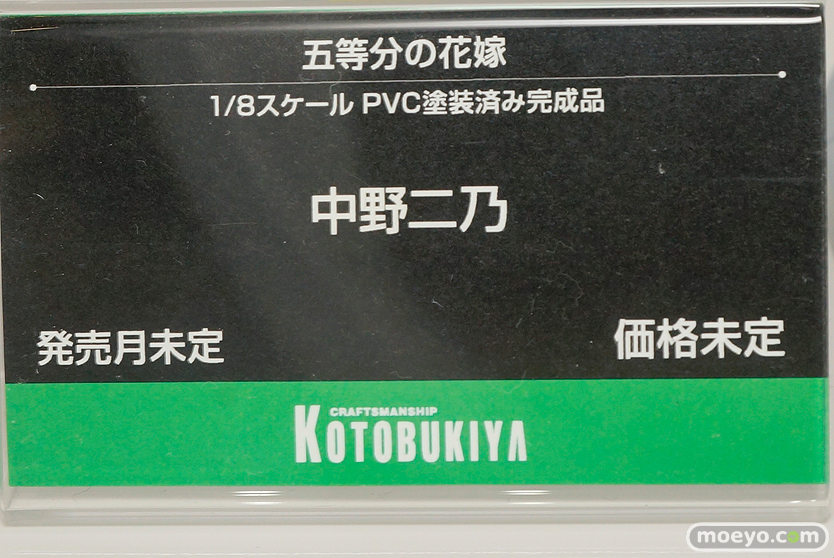 五等分の花嫁
1/8スケール PVC塗装済み完成品
中野二乃
発売月未定
価格未定
CRAFTSMANSHIP
KOTOBUKIYA
moeyo.com